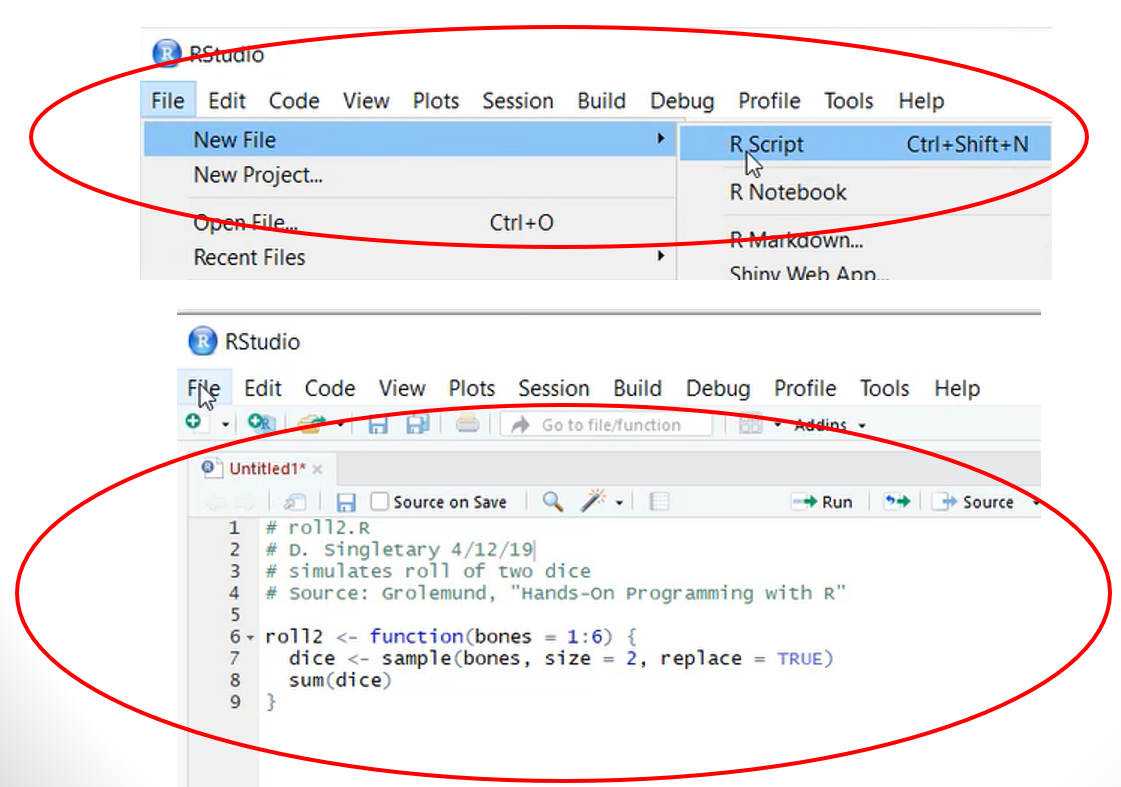 RStudio
File Edit Code View Plots Session Build Debug Profile Tools Help
New File R Script Ctrl+Shift+N
New Project...
R Notebook
Open File... Ctrl+O
R Markdown...
Recent Files
Shiny Web App...
RStudio
File Edit Code View Plots Session Build Debug Profile Tools Help
Go to file/function Addins
Untitled1*
Source on Save Run Source
1 # roll2.R
2 # D. Singletary 4/12/19
3 # simulates roll of two dice
4 # Source: Grolemund, "Hands-On Programming with R"
5
6 roll2 <- function(bones = 1:6) {
7 dice <- sample(bones, size = 2, replace = TRUE)
8 sum(dice)
9 }